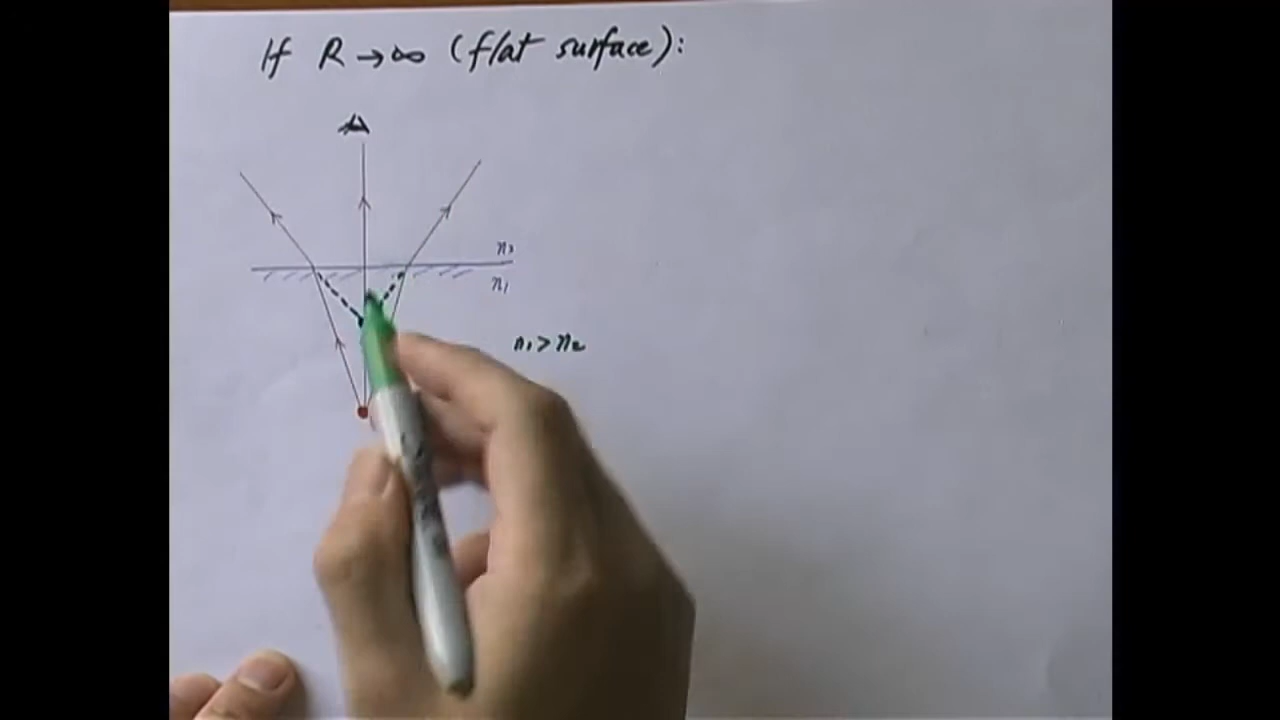 If R→∞ (flat surface):
n₂
n₁
n₁ > n₂